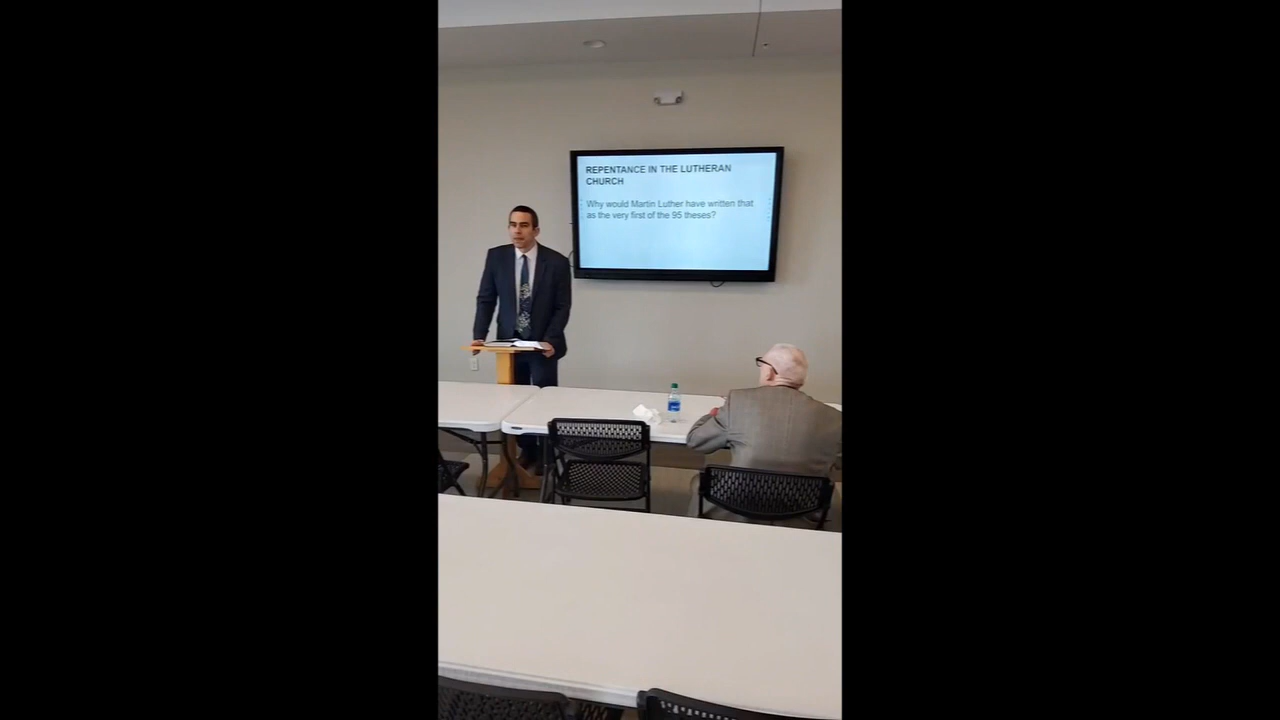 REPENTANCE IN THE LUTHERAN
CHURCH
Why would Martin Luther have written that
as the very first of the 95 theses?